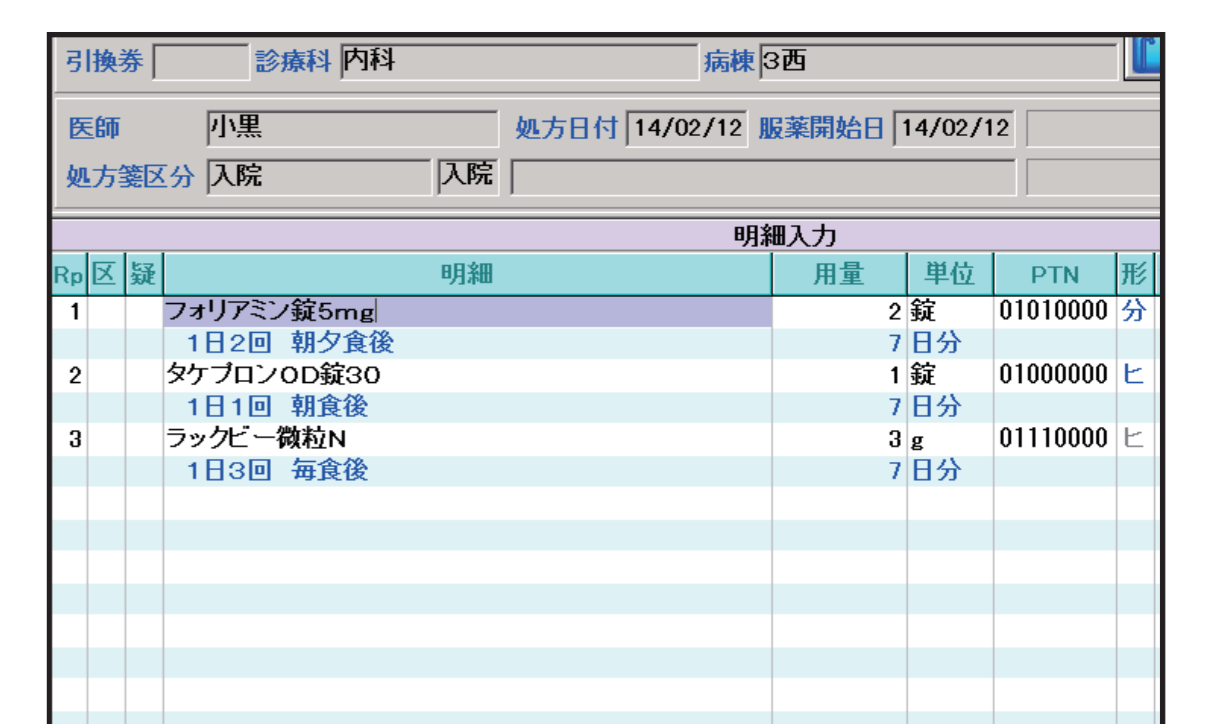 引換券 診療科 内科 病棟 3西
医師 小黒 処方日付 14/02/12 服薬開始日 14/02/12
処方箋区分 入院 入院
明細入力
Rp 区 疑 明細 用量 単位 PTN 形
1 フォリアミン錠5mg 2 錠 01010000 分
1日2回 朝夕食後 7 日分
2 タケプロンOD錠30 1 錠 01000000 ヒ
1日1回 朝食後 7 日分
3 ラックビー微粒N 3 g 01110000 ヒ
1日3回 毎食後 7 日分